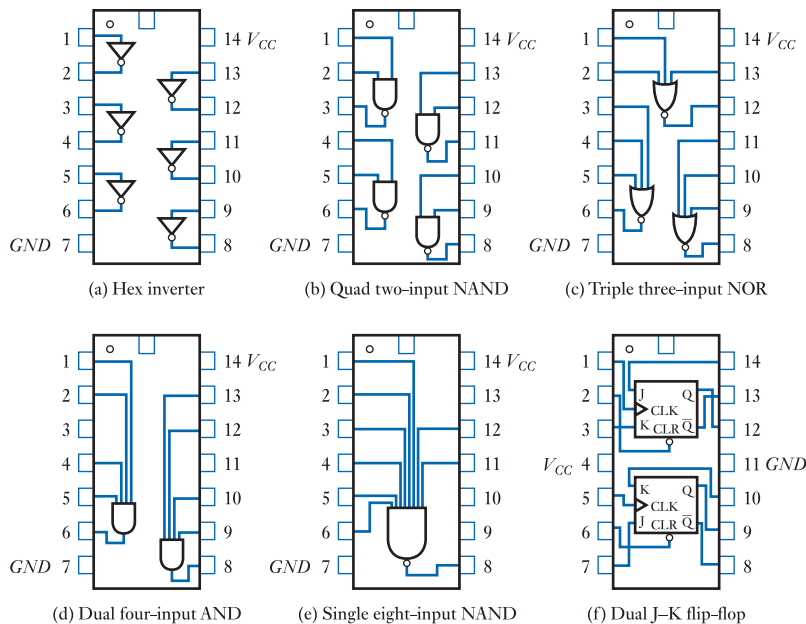 1 14 V_CC
2 13
3 12
4 11
5 10
6 9
GND 7 8
(a) Hex inverter
1 14 V_CC
2 13
3 12
4 11
5 10
6 9
GND 7 8
(b) Quad two–input NAND
1 14 V_CC
2 13
3 12
4 11
5 10
6 9
GND 7 8
(c) Triple three–input NOR
1 14 V_CC
2 13
3 12
4 11
5 10
6 9
GND 7 8
(d) Dual four–input AND
1 14 V_CC
2 13
3 12
4 11
5 10
6 9
GND 7 8
(e) Single eight–input NAND
1 14
2 J Q 13
CLK
3 K CLR Q̅ 12
V_CC 4 11 GND
5 K Q 10
CLK
6 J CLR Q̅ 9
7 8
(f) Dual J–K flip–flop